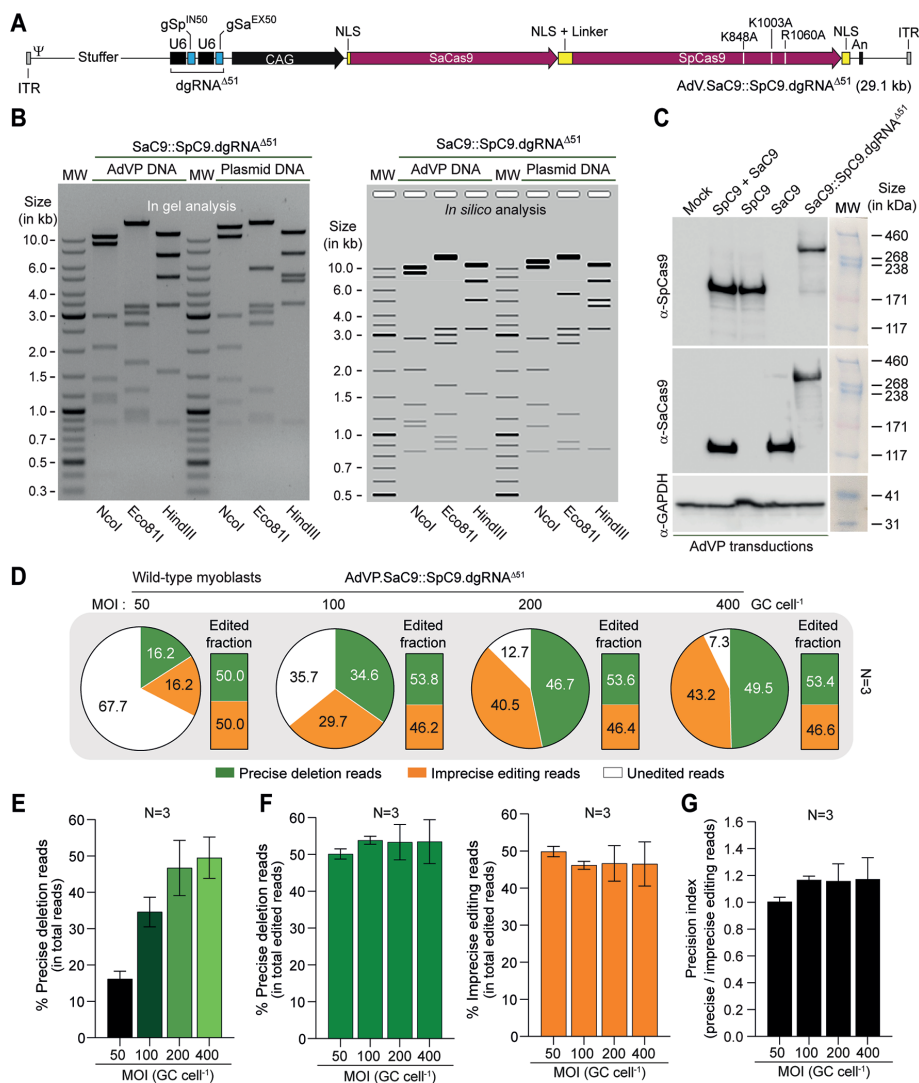 A
gSp^IN50 gSa^EX50
Ψ
Stuffer
U6 U6
NLS
NLS + Linker
K848A
K1003A
R1060A
NLS
An
ITR
CAG
SaCas9
SpCas9
ITR
dgRNA^Δ51
AdV.SaC9::SpC9.dgRNA^Δ51 (29.1 kb)
B
SaC9::SpC9.dgRNA^Δ51
MW AdVP DNA MW Plasmid DNA
Size
(in kb)
In gel analysis
10.0
6.0
4.0
3.0
2.0
1.5
1.0
0.7
0.5
0.3
NcoI Eco81I HindIII NcoI Eco81I HindIII
SaC9::SpC9.dgRNA^Δ51
MW AdVP DNA MW Plasmid DNA
Size
(in kb)
In silico analysis
10.0
6.0
4.0
3.0
2.0
1.5
1.0
0.7
0.5
NcoI Eco81I HindIII NcoI Eco81I HindIII
C
Mock
SpC9 + SaC9
SpC9
SaC9
SaC9::SpC9.dgRNA^Δ51
MW
Size
(in kDa)
α-SpCas9
460
268
238
171
117
α-SaCas9
460
268
238
171
117
α-GAPDH
41
31
AdVP transductions
D
Wild-type myoblasts AdVP.SaC9::SpC9.dgRNA^Δ51
MOI : 50 100 200 400 GC cell^-1
Edited
fraction
16.2
16.2
67.7
50.0
50.0
Edited
fraction
35.7
34.6
29.7
53.8
46.2
Edited
fraction
12.7
46.7
40.5
53.6
46.4
Edited
fraction
7.3
49.5
43.2
53.4
46.6
N=3
Precise deletion reads Imprecise editing reads Unedited reads
E
N=3
% Precise deletion reads
(in total reads)
60
50
40
30
20
10
0
50 100 200 400
MOI (GC cell^-1)
F
N=3
% Precise deletion reads
(in total edited reads)
60
50
40
30
20
10
0
50 100 200 400
MOI (GC cell^-1)
N=3
% Imprecise editing reads
(in total edited reads)
60
50
40
30
20
10
0
50 100 200 400
MOI (GC cell^-1)
G
N=3
Precision index
(precise / imprecise editing reads)
1.6
1.4
1.2
1.0
0.8
0.6
0.4
0.2
0.0
50 100 200 400
MOI (GC cell^-1)